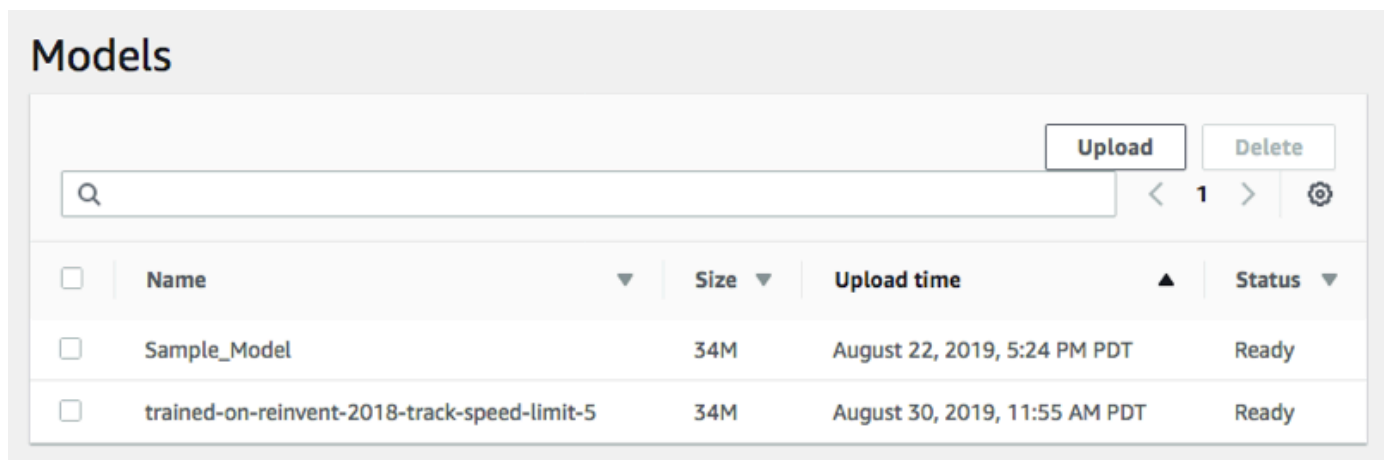 Models
Upload Delete
1
Name Size Upload time Status
Sample_Model 34M August 22, 2019, 5:24 PM PDT Ready
trained-on-reinvent-2018-track-speed-limit-5 34M August 30, 2019, 11:55 AM PDT Ready